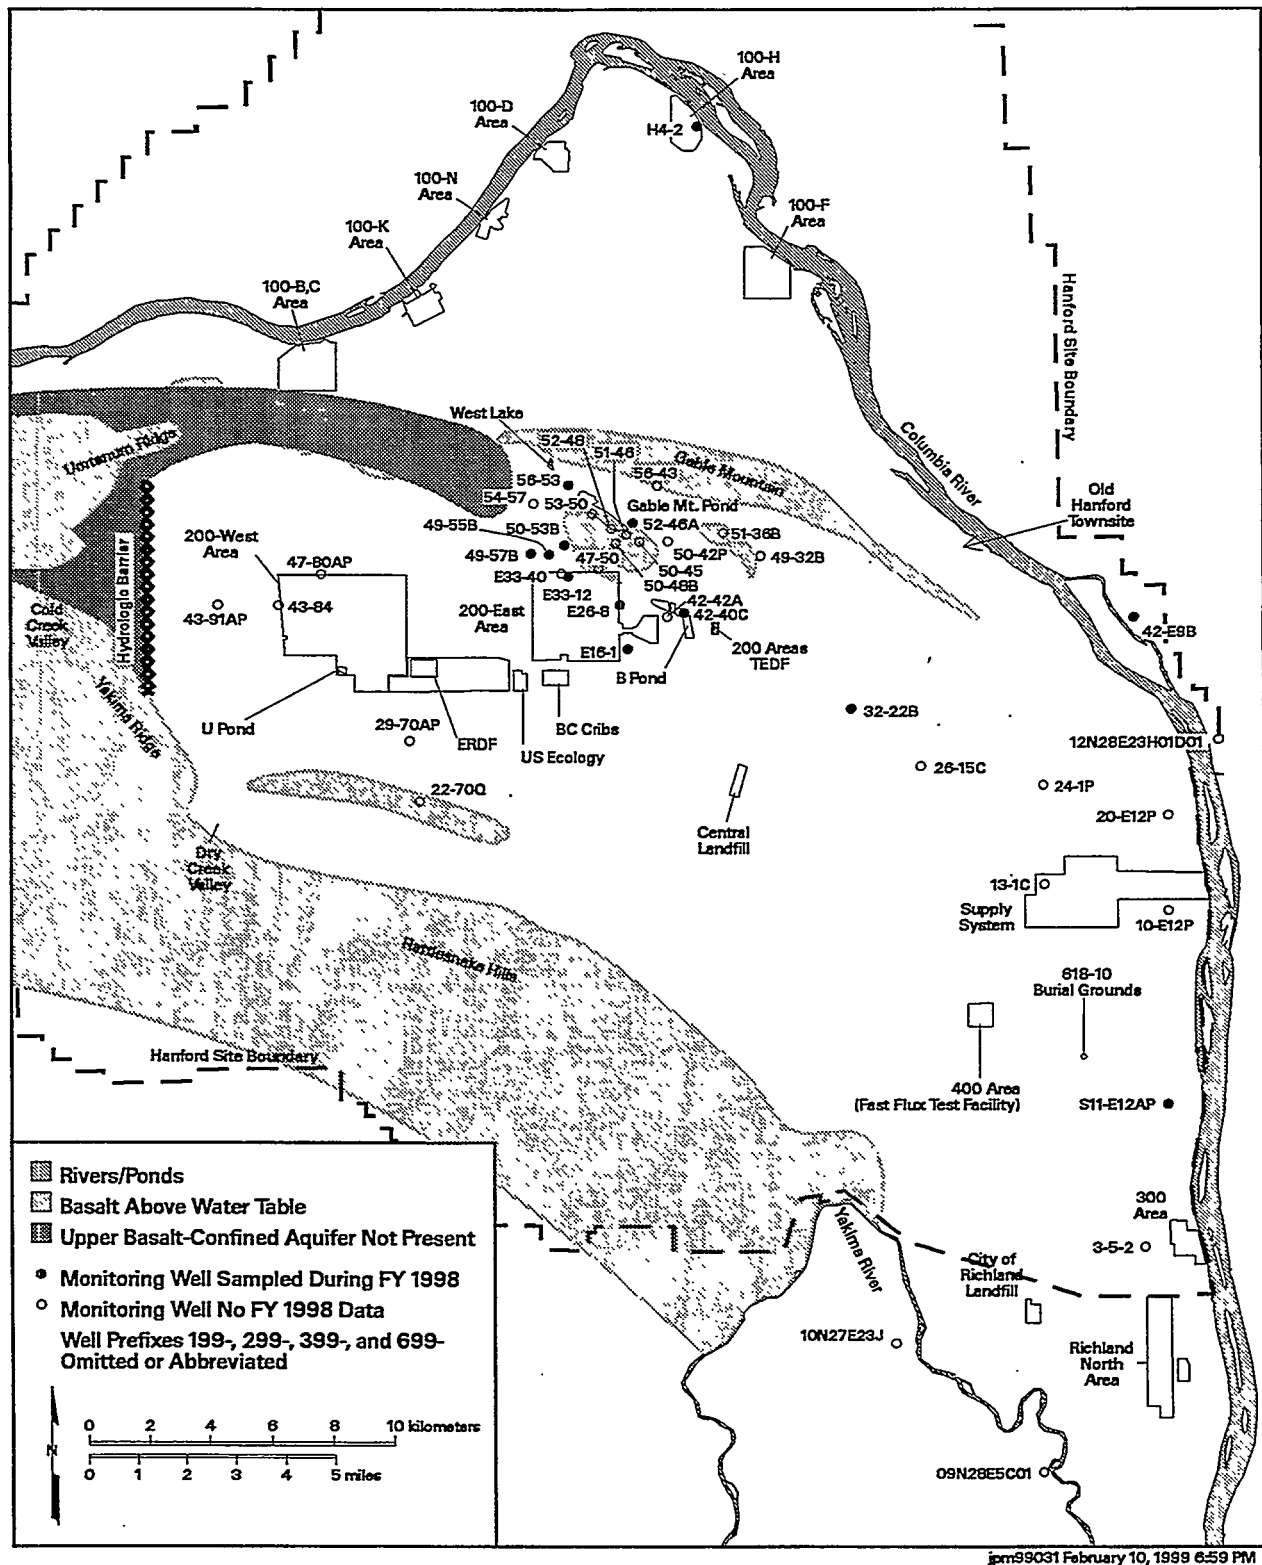 100-H
Area
100-D
Area
H4-2
100-N
Area
100-F
Area
100-K
Area
100-B,C
Area
Hanford Site Boundary
Columbia River
West Lake
52-48
51-46
Umtanum Ridge
Gable Mountain
56-43
56-53
54-57
53-50
Gable Mt. Pond
Old
Hanford
Townsite
49-55B
50-53B
52-46A
51-36B
200-West
Area
49-57B
47-50
50-42P
49-32B
47-80AP
E33-40
50-45
50-48B
Hydrologic Barrier
E33-12
Cold
Creek
Valley
43-91AP
43-84
200-East
Area
E26-8
42-42A
42-40C
42-E9B
E16-1
200 Areas
TEDF
B Pond
Yakima Ridge
32-22B
U Pond
29-70AP
BC Cribs
ERDF
US Ecology
12N28E23H01D01
26-15C
22-70Q
24-1P
20-E12P
Central
Landfill
Dry
Creek
Valley
13-1C
Supply
System
10-E12P
Rattlesnake Hills
618-10
Burial Grounds
Hanford Site Boundary
400 Area
(Fast Flux Test Facility)
S11-E12AP
Rivers/Ponds
Basalt Above Water Table
Upper Basalt-Confined Aquifer Not Present
Monitoring Well Sampled During FY 1998
Monitoring Well No FY 1998 Data
Well Prefixes 199-, 299-, 399-, and 699-
Omitted or Abbreviated
300
Area
3-5-2
Yakima River
City of
Richland
Landfill
10N27E23J
Richland
North
Area
0 2 4 6 8 10 kilometers
N
0 1 2 3 4 5 miles
09N28E5C01
jpm99031 February 10, 1999 6:59 PM